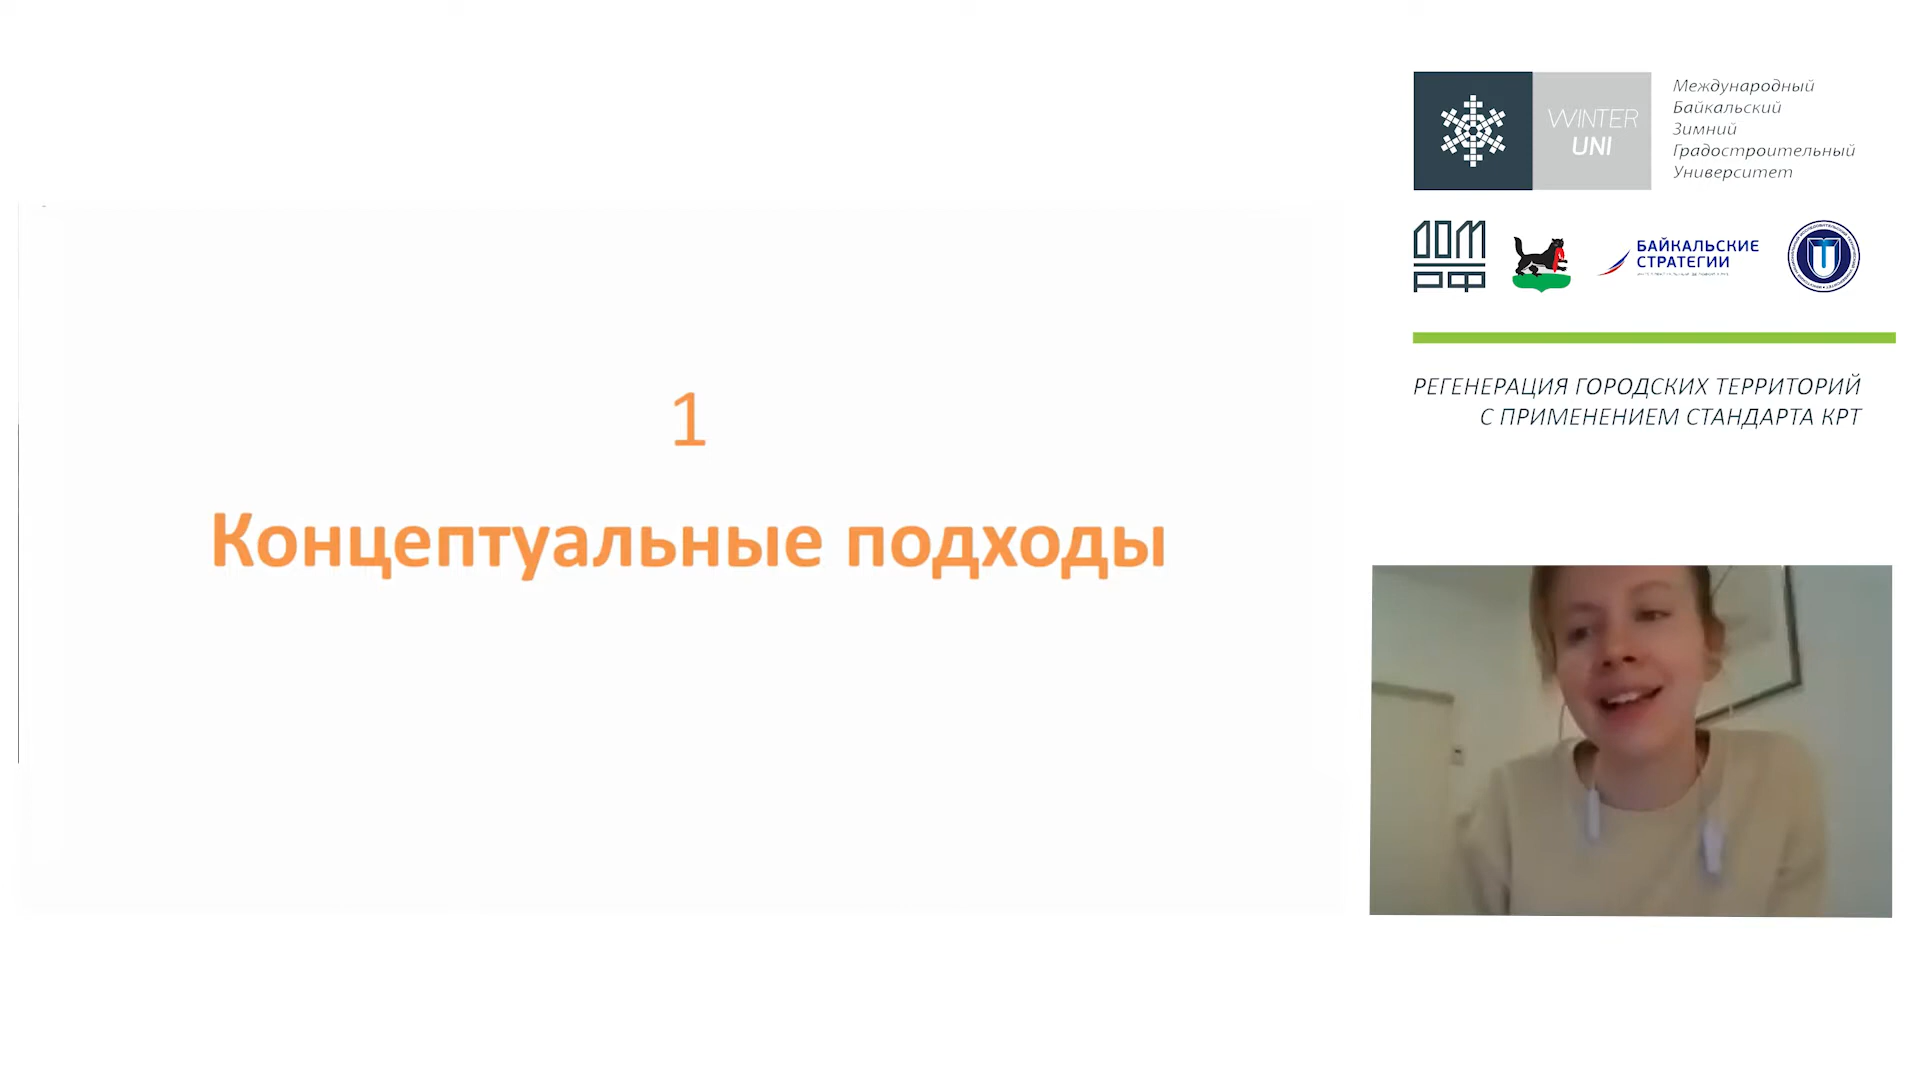 1
Концептуальные подходы
WINTER
UNI
Международный
Байкальский
Зимний
Градостроительный
Университет
ДОМ
РФ
БАЙКАЛЬСКИЕ
СТРАТЕГИИ
РЕГЕНЕРАЦИЯ ГОРОДСКИХ ТЕРРИТОРИЙ
С ПРИМЕНЕНИЕМ СТАНДАРТА КРТ